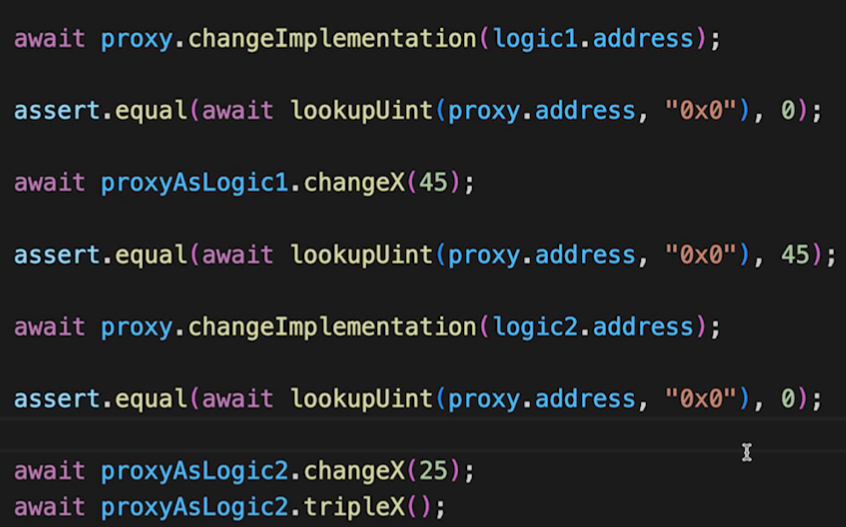 await proxy.changeImplementation(logic1.address);
assert.equal(await lookupUint(proxy.address, "0x0"), 0);
await proxyAsLogic1.changeX(45);
assert.equal(await lookupUint(proxy.address, "0x0"), 45);
await proxy.changeImplementation(logic2.address);
assert.equal(await lookupUint(proxy.address, "0x0"), 0);
await proxyAsLogic2.changeX(25);
await proxyAsLogic2.tripleX();